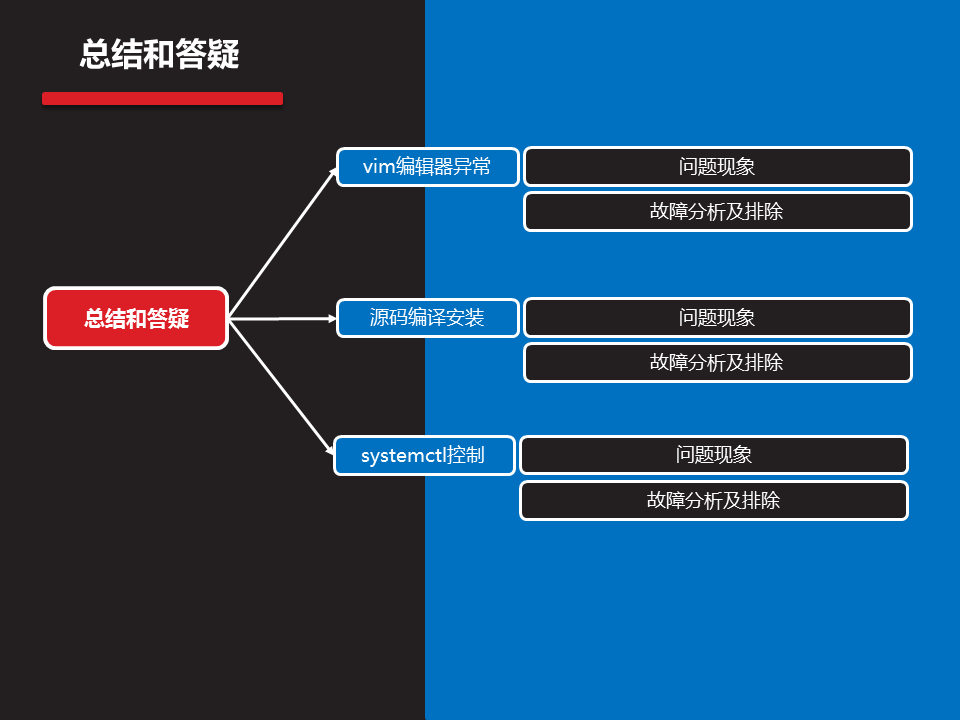 总结和答疑
总结和答疑
vim编辑器异常
问题现象
故障分析及排除
源码编译安装
问题现象
故障分析及排除
systemctl控制
问题现象
故障分析及排除